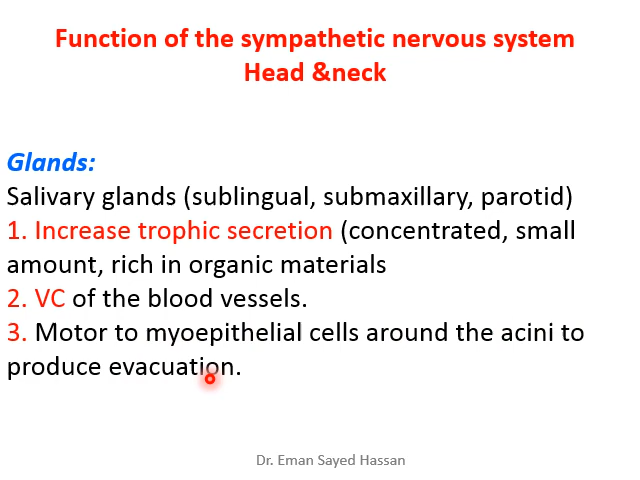 Function of the sympathetic nervous system
Head &neck
Glands:
Salivary glands (sublingual, submaxillary, parotid)
1. Increase trophic secretion (concentrated, small
amount, rich in organic materials
2. VC of the blood vessels.
3. Motor to myoepithelial cells around the acini to
produce evacuation.
Dr. Eman Sayed Hassan